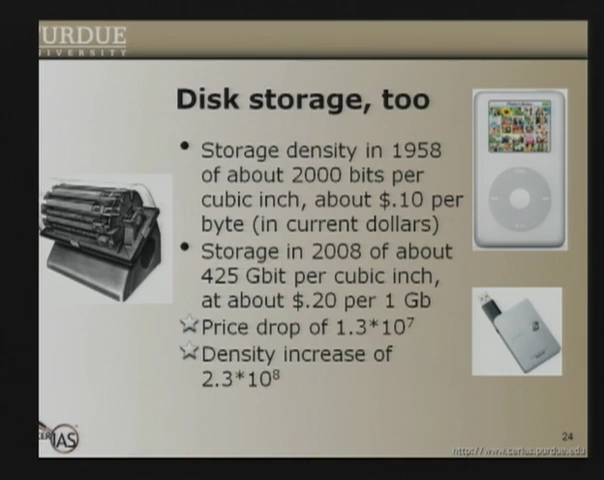 URDUE
IVERSITY
Disk storage, too
• Storage density in 1958
of about 2000 bits per
cubic inch, about $.10 per
byte (in current dollars)
• Storage in 2008 of about
425 Gbit per cubic inch,
at about $.20 per 1 Gb
Price drop of 1.3*10⁷
Density increase of
2.3*10⁸
IAS
24
http://www.cerias.purdue.edu